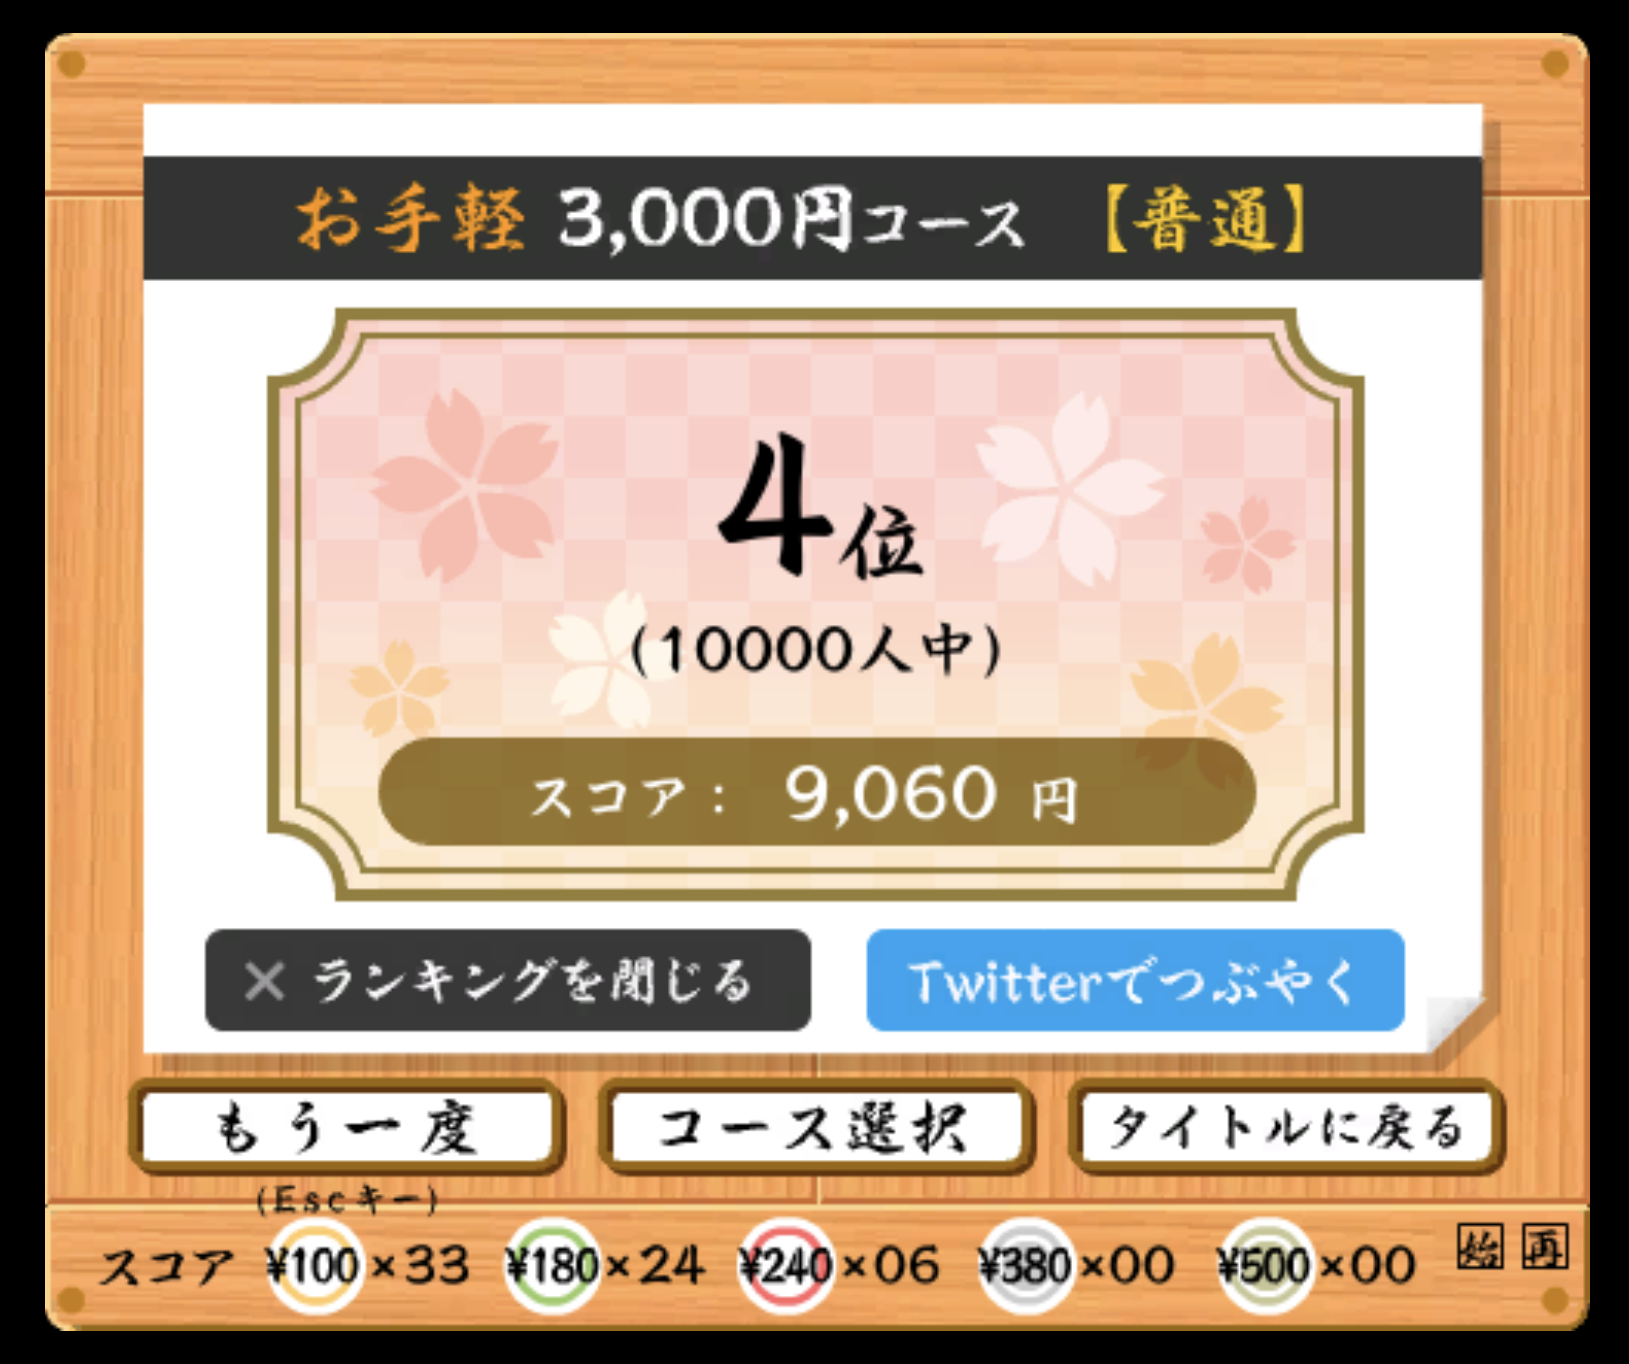 お手軽 3,000円コース 【普通】
4位
(10000人中)
スコア： 9,060 円
× ランキングを閉じる
Twitterでつぶやく
もう一度
コース選択
タイトルに戻る
(Escキー)
スコア ¥100×33 ¥180×24 ¥240×06 ¥380×00 ¥500×00 始 再